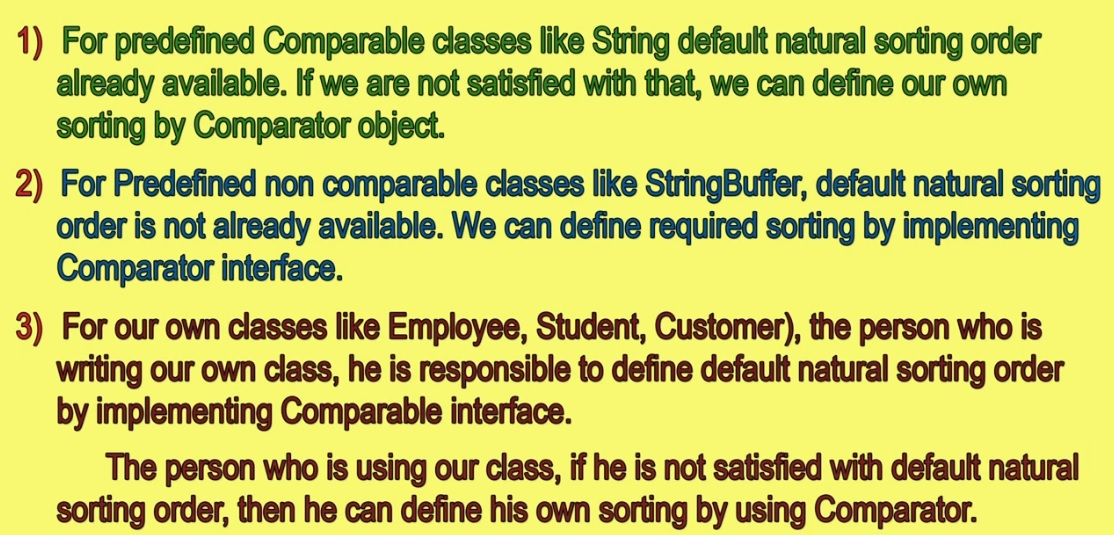 1) For predefined Comparable classes like String default natural sorting order
already available. If we are not satisfied with that, we can define our own
sorting by Comparator object.
2) For Predefined non comparable classes like StringBuffer, default natural sorting
order is not already available. We can define required sorting by implementing
Comparator interface.
3) For our own classes like Employee, Student, Customer), the person who is
writing our own class, he is responsible to define default natural sorting order
by implementing Comparable interface.
The person who is using our class, if he is not satisfied with default natural
sorting order, then he can define his own sorting by using Comparator.